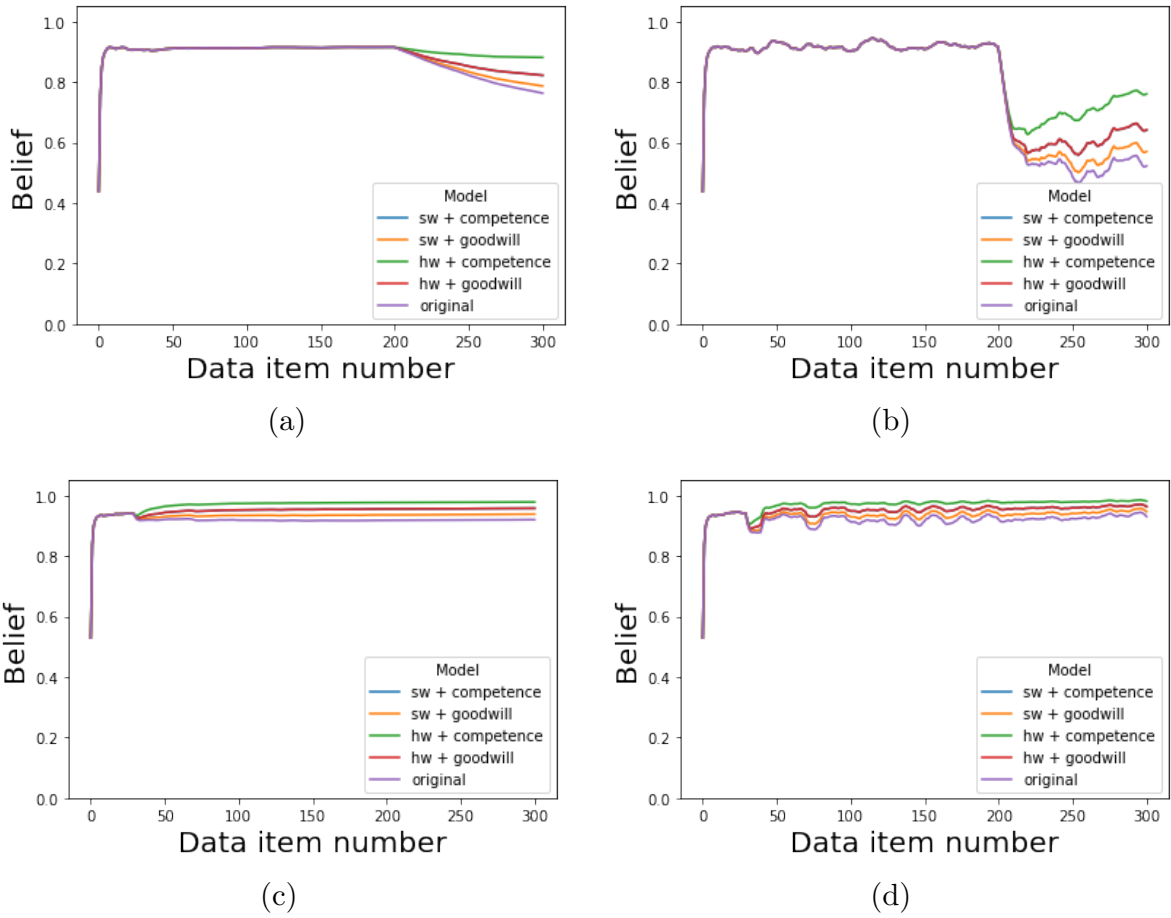 1.0
0.8
0.6
0.4
0.2
0.0
Belief
Model
sw + competence
sw + goodwill
hw + competence
hw + goodwill
original
0 50 100 150 200 250 300
Data item number
(a)
1.0
0.8
0.6
0.4
0.2
0.0
Belief
Model
sw + competence
sw + goodwill
hw + competence
hw + goodwill
original
0 50 100 150 200 250 300
Data item number
(b)
1.0
0.8
0.6
0.4
0.2
0.0
Belief
Model
sw + competence
sw + goodwill
hw + competence
hw + goodwill
original
0 50 100 150 200 250 300
Data item number
(c)
1.0
0.8
0.6
0.4
0.2
0.0
Belief
Model
sw + competence
sw + goodwill
hw + competence
hw + goodwill
original
0 50 100 150 200 250 300
Data item number
(d)